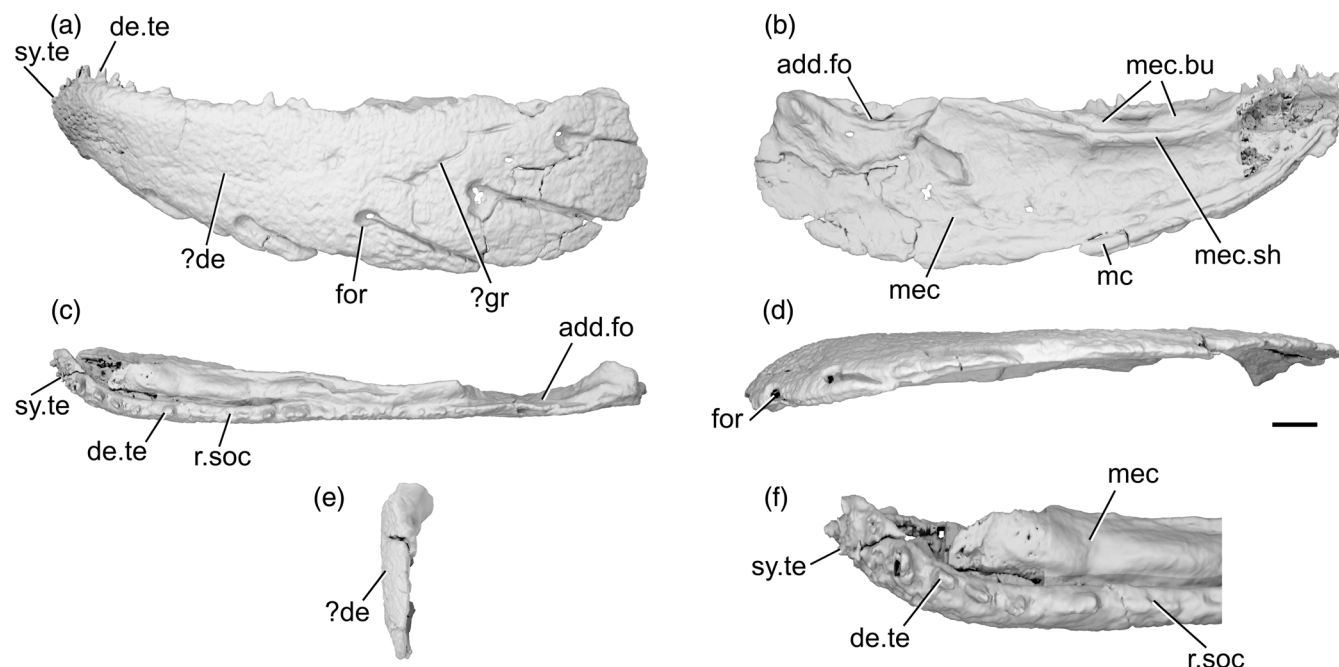 (a)
de.te
sy.te
?de
for
?gr
(b)
add.fo
mec.bu
mec
mc
mec.sh
(c)
add.fo
sy.te
de.te
r.soc
(d)
for
(e)
?de
(f)
mec
sy.te
de.te
r.soc